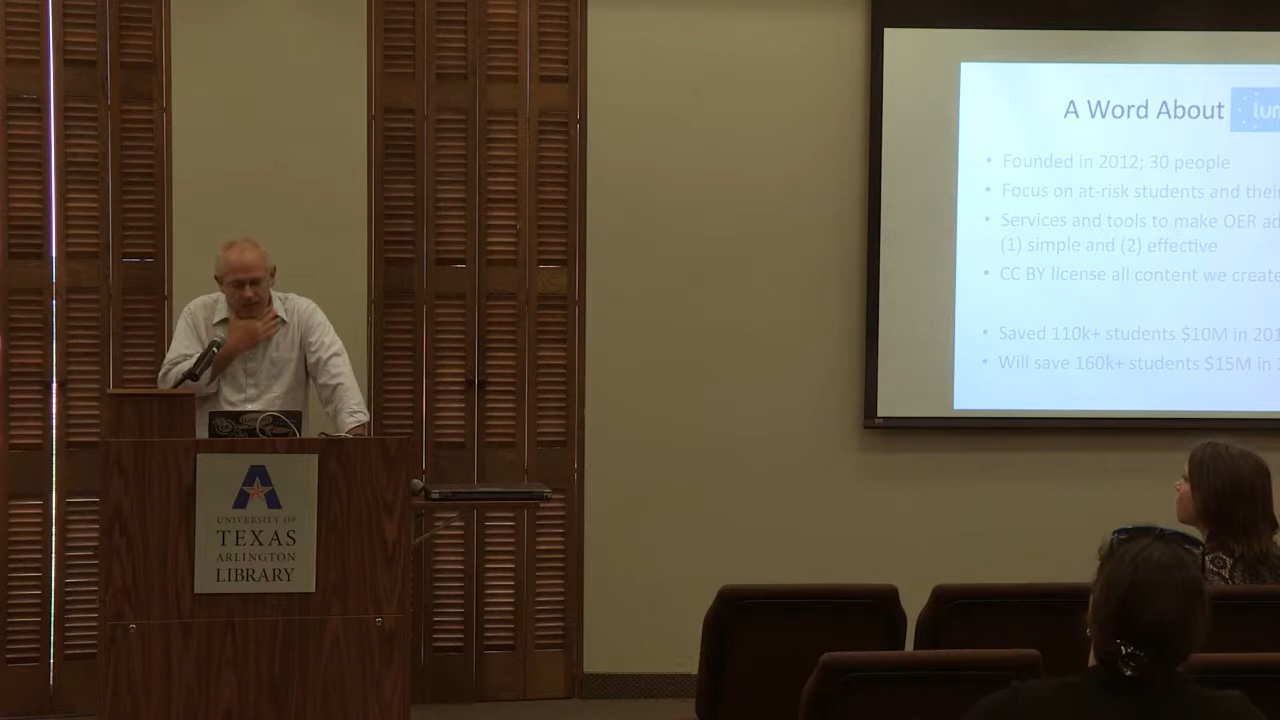 A Word About lum
• Founded in 2012; 30 people
• Focus on at-risk students and thei
• Services and tools to make OER ad
(1) simple and (2) effective
• CC BY license all content we create
• Saved 110k+ students $10M in 201
• Will save 160k+ students $15M in
A
UNIVERSITY OF
TEXAS
ARLINGTON
LIBRARY